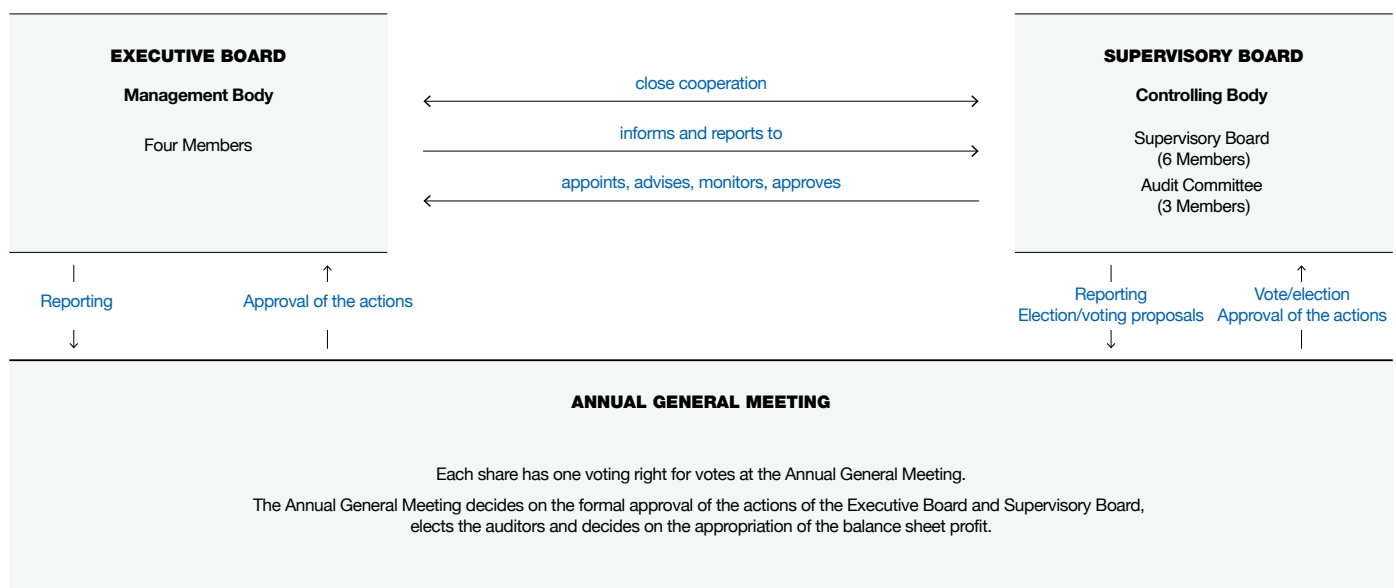 EXECUTIVE BOARD
Management Body
Four Members
close cooperation
informs and reports to
appoints, advises, monitors, approves
SUPERVISORY BOARD
Controlling Body
Supervisory Board
(6 Members)
Audit Committee
(3 Members)
Reporting
Approval of the actions
Reporting
Election/voting proposals
Vote/election
Approval of the actions
ANNUAL GENERAL MEETING
Each share has one voting right for votes at the Annual General Meeting.
The Annual General Meeting decides on the formal approval of the actions of the Executive Board and Supervisory Board,
elects the auditors and decides on the appropriation of the balance sheet profit.